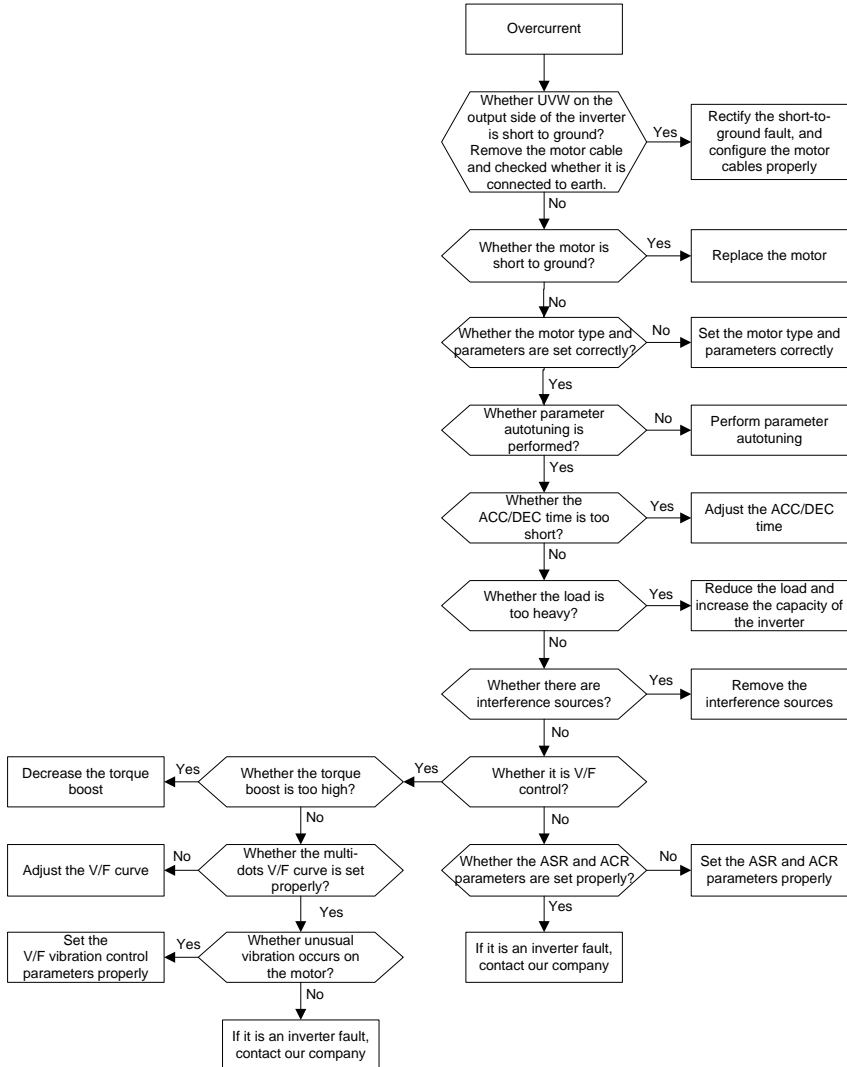 Overcurrent
Whether UVW on the
output side of the inverter
is short to ground?
Remove the motor cable
and checked whether it is
connected to earth.
Yes
Rectify the short-to-
ground fault, and
configure the motor
cables properly
No
Whether the motor is
short to ground?
Yes
Replace the motor
No
Whether the motor type and
parameters are set correctly?
No
Set the motor type and
parameters correctly
Yes
Whether parameter
autotuning is
performed?
No
Perform parameter
autotuning
Yes
Whether the
ACC/DEC time is too
short?
Yes
Adjust the ACC/DEC
time
No
Whether the load is
too heavy?
Yes
Reduce the load and
increase the capacity of
the inverter
No
Whether there are
interference sources?
Yes
Remove the
interference sources
No
Whether it is V/F
control?
Yes
Whether the torque
boost is too high?
Yes
Decrease the torque
boost
No
Whether the multi-
dots V/F curve is set
properly?
No
Adjust the V/F curve
Yes
Whether unusual
vibration occurs on
the motor?
Yes
Set the
V/F vibration control
parameters properly
No
If it is an inverter fault,
contact our company
No
Whether the ASR and ACR
parameters are set properly?
No
Set the ASR and ACR
parameters properly
Yes
If it is an inverter fault,
contact our company